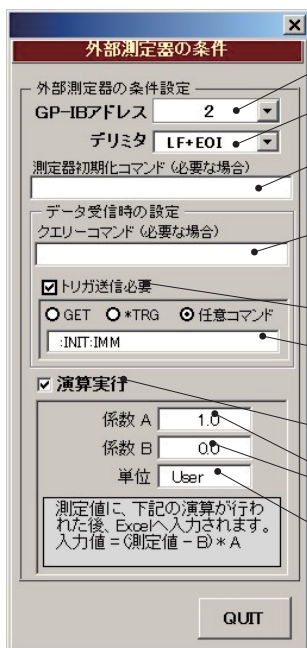 外部測定器の条件
外部測定器の条件設定
GP-IBアドレス 2
デリミタ LF+EOI
測定器初期化コマンド (必要な場合)
データ受信時の設定
クエリーコマンド (必要な場合)
トリガ送信必要
GET *TRG 任意コマンド
:INIT:IMM
演算実行
係数 A 1.0
係数 B 0.0
単位 User
測定値に、下記の演算が行わ
れた後、Excelへ入力されます。
入力値=(測定値-B)*A
QUIT